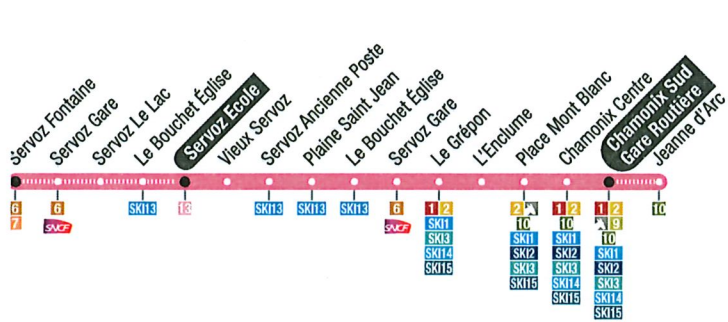 Servoz Fontaine
Servoz Gare
Servoz Le Lac
Le Bouchet Église
Servoz Ecole
Vieux Servoz
Servoz Ancienne Poste
Plaine Saint Jean
Le Bouchet Église
Servoz Gare
Le Grépon
L'Enclume
Place Mont Blanc
Chamonix Centre
Chamonix Sud
Gare Routière
Jeanne d'Arc
6
7
6
SNCF
SKI13
13
SKI13
SKI13
SKI13
6
SNCF
1 2
SKI1
SKI3
SKI14
SKI15
2
10
SKI1
SKI2
SKI3
SKI15
1 2
10
SKI1
SKI2
SKI3
SKI14
SKI15
1 2
9
10
SKI1
SKI2
SKI3
SKI14
SKI15
10